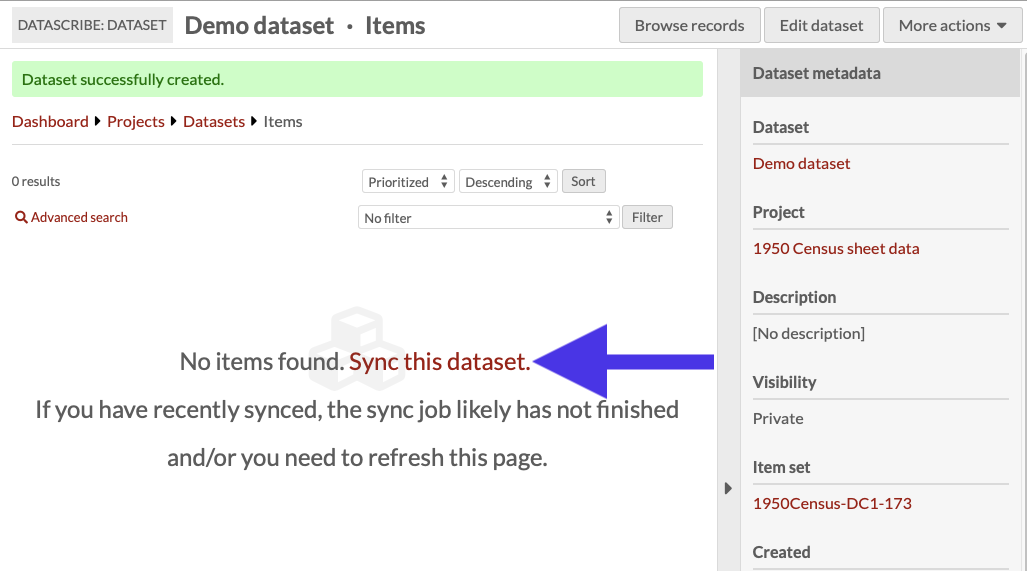 DATASCRIBE: DATASET Demo dataset · Items Browse records Edit dataset More actions
Dataset successfully created.
Dashboard Projects Datasets Items
0 results Prioritized Descending Sort
Advanced search No filter Filter
No items found. Sync this dataset.
If you have recently synced, the sync job likely has not finished
and/or you need to refresh this page.
Dataset metadata
Dataset
Demo dataset
Project
1950 Census sheet data
Description
[No description]
Visibility
Private
Item set
1950Census-DC1-173
Created